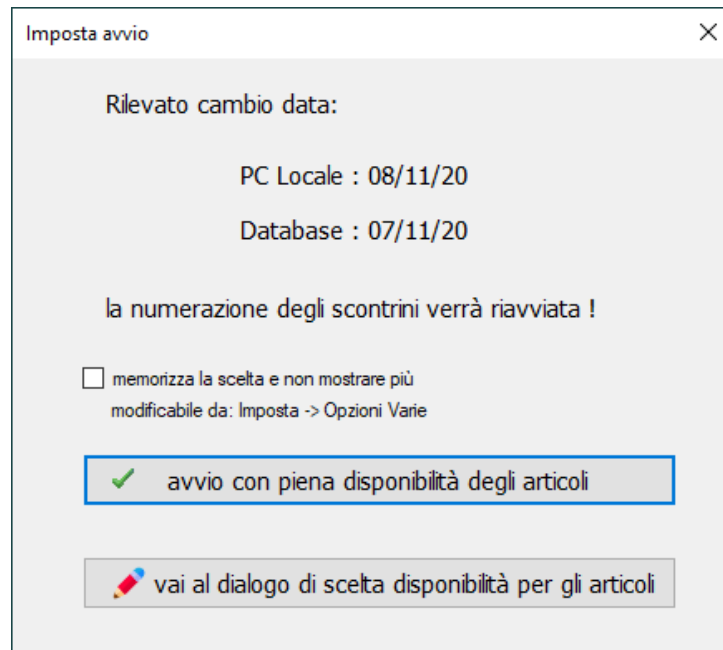 Imposta avvio
Rilevato cambio data:
PC Locale : 08/11/20
Database : 07/11/20
la numerazione degli scontrini verrà riavviata !
memorizza la scelta e non mostrare più
modificabile da: Imposta -> Opzioni Varie
avvio con piena disponibilità degli articoli
vai al dialogo di scelta disponibilità per gli articoli